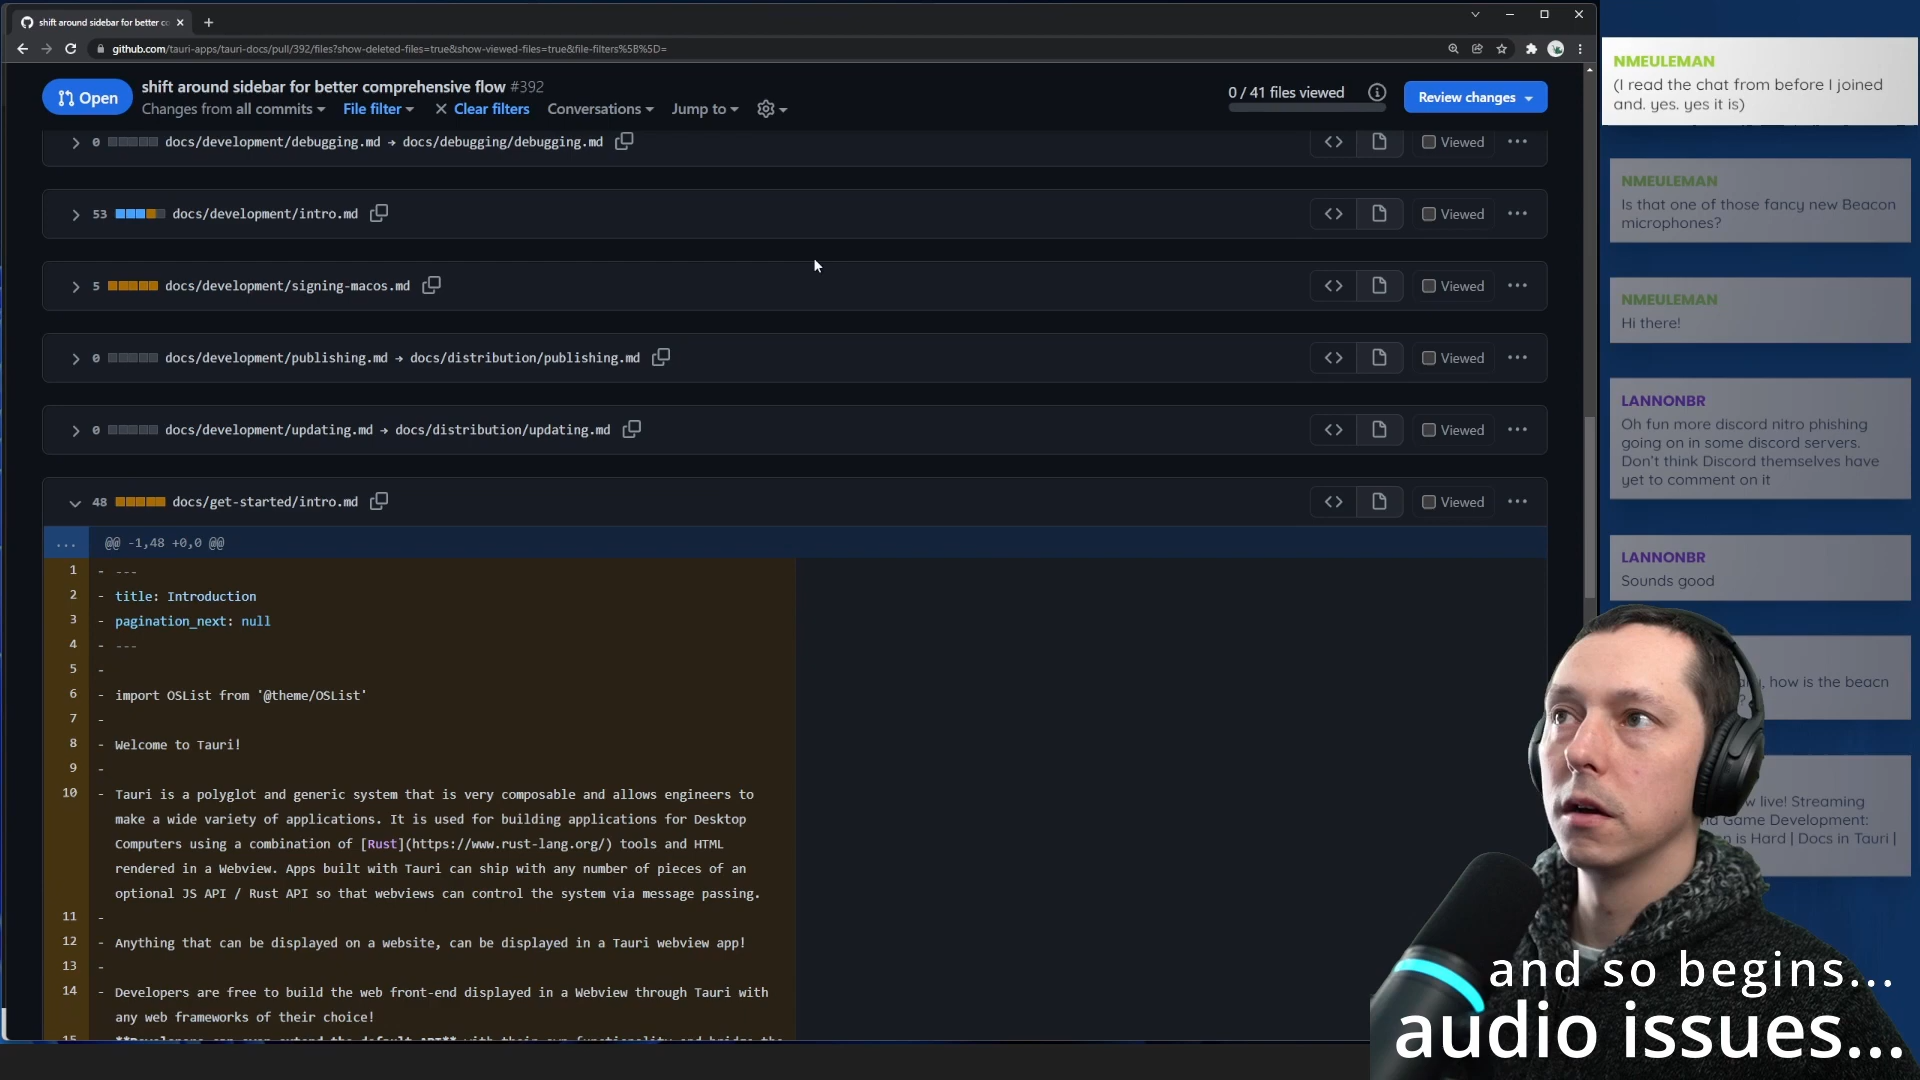 shift around sidebar for better co
github.com/tauri-apps/tauri-docs/pull/392/files?show-deleted-files=true&show-viewed-files=true&file-filters%5B%5D=
Open
shift around sidebar for better comprehensive flow #392
Changes from all commits
File filter
Clear filters
Conversations
Jump to
0 / 41 files viewed
Review changes
0 docs/development/debugging.md → docs/debugging/debugging.md
Viewed
53 docs/development/intro.md
Viewed
5 docs/development/signing-macos.md
Viewed
0 docs/development/publishing.md → docs/distribution/publishing.md
Viewed
0 docs/development/updating.md → docs/distribution/updating.md
Viewed
48 docs/get-started/intro.md
Viewed
... @@ -1,48 +0,0 @@
1 - ---
2 - title: Introduction
3 - pagination_next: null
4 - ---
5 -
6 - import OSList from '@theme/OSList'
7 -
8 - Welcome to Tauri!
9 -
10 - Tauri is a polyglot and generic system that is very composable and allows engineers to
make a wide variety of applications. It is used for building applications for Desktop
Computers using a combination of [Rust](https://www.rust-lang.org/) tools and HTML
rendered in a Webview. Apps built with Tauri can ship with any number of pieces of an
optional JS API / Rust API so that webviews can control the system via message passing.
11 -
12 - Anything that can be displayed on a website, can be displayed in a Tauri webview app!
13 -
14 - Developers are free to build the web front-end displayed in a Webview through Tauri with
any web frameworks of their choice!
NMEULEMAN
(I read the chat from before I joined
and. yes. yes it is)
NMEULEMAN
Is that one of those fancy new Beacon
microphones?
NMEULEMAN
Hi there!
LANNONBR
Oh fun more discord nitro phishing
going on in some discord servers.
Don't think Discord themselves have
yet to comment on it
LANNONBR
Sounds good
, how is the beacn
?
w live! Streaming
nd Game Development:
n is Hard | Docs in Tauri |
and so begins...
audio issues...